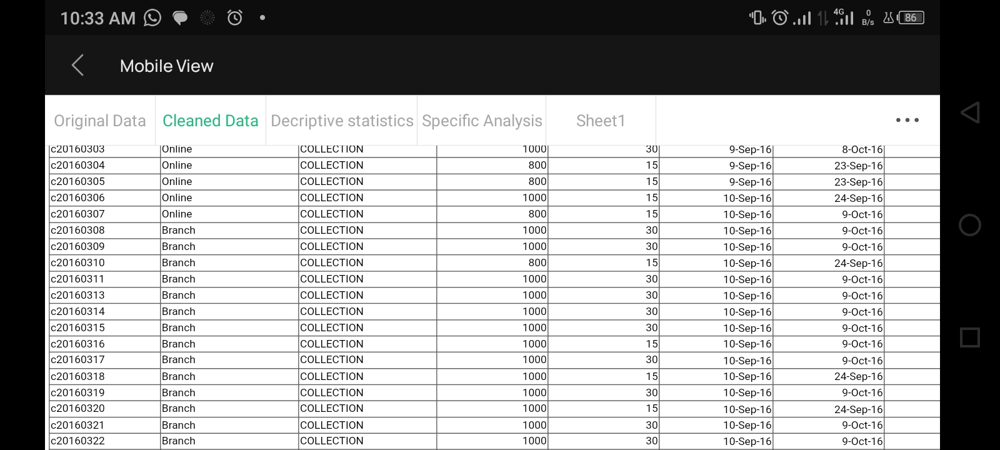 10:33 AM 4G 0 B/s 86
Mobile View
Original Data Cleaned Data Decriptive statistics Specific Analysis Sheet1
c20160303 Online COLLECTION 1000 30 9-Sep-16 8-Oct-16
c20160304 Online COLLECTION 800 15 9-Sep-16 23-Sep-16
c20160305 Online COLLECTION 800 15 9-Sep-16 23-Sep-16
c20160306 Online COLLECTION 1000 15 10-Sep-16 24-Sep-16
c20160307 Online COLLECTION 800 15 10-Sep-16 9-Oct-16
c20160308 Branch COLLECTION 1000 30 10-Sep-16 9-Oct-16
c20160309 Branch COLLECTION 1000 30 10-Sep-16 9-Oct-16
c20160310 Branch COLLECTION 800 15 10-Sep-16 24-Sep-16
c20160311 Branch COLLECTION 1000 30 10-Sep-16 9-Oct-16
c20160313 Branch COLLECTION 1000 30 10-Sep-16 9-Oct-16
c20160314 Branch COLLECTION 1000 30 10-Sep-16 9-Oct-16
c20160315 Branch COLLECTION 1000 30 10-Sep-16 9-Oct-16
c20160316 Branch COLLECTION 1000 15 10-Sep-16 9-Oct-16
c20160317 Branch COLLECTION 1000 30 10-Sep-16 9-Oct-16
c20160318 Branch COLLECTION 1000 15 10-Sep-16 24-Sep-16
c20160319 Branch COLLECTION 1000 30 10-Sep-16 9-Oct-16
c20160320 Branch COLLECTION 1000 15 10-Sep-16 24-Sep-16
c20160321 Branch COLLECTION 1000 30 10-Sep-16 9-Oct-16
c20160322 Branch COLLECTION 1000 30 10-Sep-16 9-Oct-16